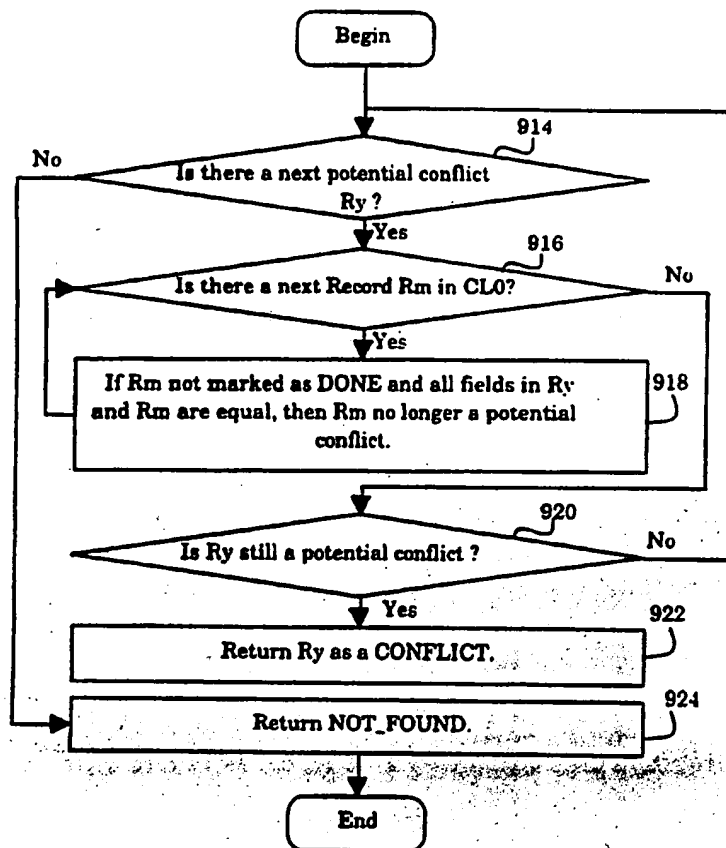 Begin
914
No
Is there a next potential conflict
Ry ?
Yes
916
Is there a next Record Rm in CL0?
No
Yes
If Rm not marked as DONE and all fields in Ry
and Rm are equal, then Rm no longer a potential
conflict.
918
920
Is Ry still a potential conflict ?
No
Yes
922
Return Ry as a CONFLICT.
924
Return NOT_FOUND.
End